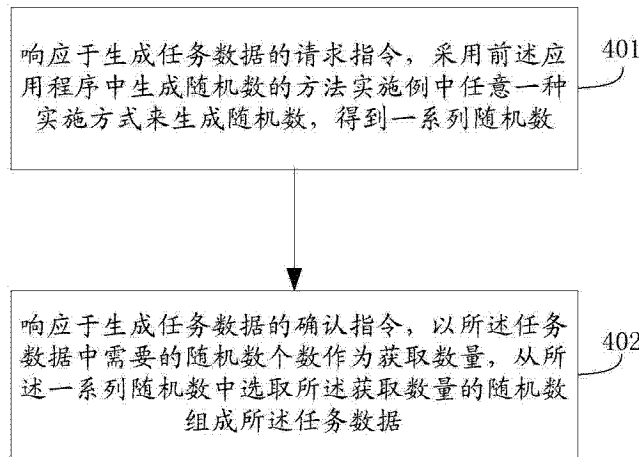 响应于生成任务数据的请求指令，采用前述应
用程序中生成随机数的方法实施例中任意一种
实施方式来生成随机数，得到一系列随机数
401
响应于生成任务数据的确认指令，以所述任务
数据中需要的随机数个数作为获取数量，从所
述一系列随机数中选取所述获取数量的随机数
组成所述任务数据
402